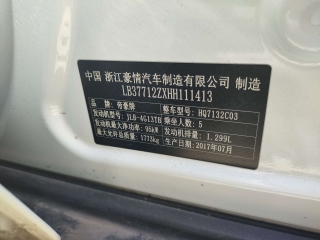 中国 浙江豪情汽车制造有限公司 制造
LB37712ZXHH111413
品牌：帝豪牌 整车型号：HQ7132C03
发动机型号：JLB-4G13TB 乘坐人数：5
发动机最大净功率：95kW 发动机排量：1.299L
最大允许总质量：1773kg 生产日期：2017年07月